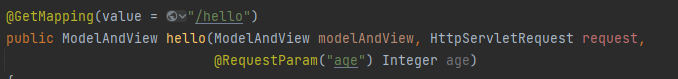 @GetMapping(value = "/hello")
public ModelAndView hello(ModelAndView modelAndView, HttpServletRequest request,
@RequestParam("age") Integer age)
{